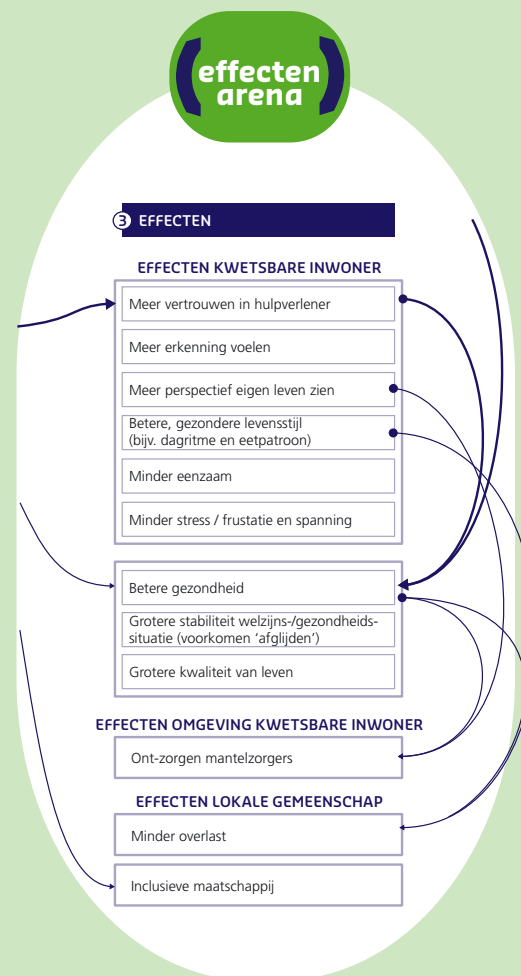 effecten
arena
3 EFFECTEN
EFFECTEN KWETSBARE INWONER
Meer vertrouwen in hulpverlener
Meer erkenning voelen
Meer perspectief eigen leven zien
Betere, gezondere levensstijl
(bijv. dagritme en eetpatroon)
Minder eenzaam
Minder stress / frustatie en spanning
Betere gezondheid
Grotere stabiliteit welzijns-/gezondheids-
situatie (voorkomen ‘afglijden’)
Grotere kwaliteit van leven
EFFECTEN OMGEVING KWETSBARE INWONER
Ont-zorgen mantelzorgers
EFFECTEN LOKALE GEMEENSCHAP
Minder overlast
Inclusieve maatschappij